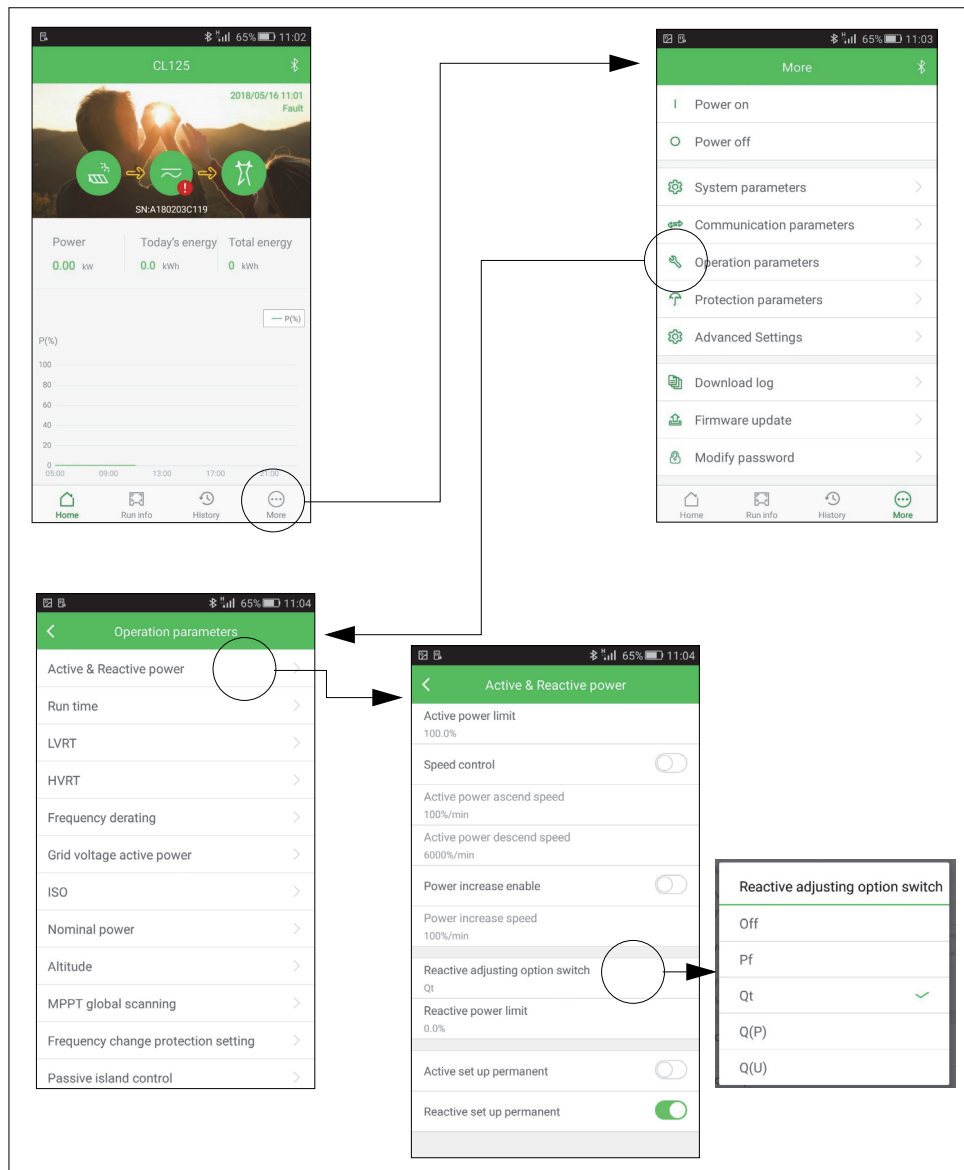 65% 11:02
CL125
2018/05/16 11:01
Fault
SN:A180203C119
Power Today's energy Total energy
0.00 kW 0.0 kWh 0 kWh
P(%)
P(%)
100
80
60
40
20
0
05:00 09:00 13:00 17:00 21:00
Home Run info History More
65% 11:03
More
Power on
Power off
System parameters
Communication parameters
Operation parameters
Protection parameters
Advanced Settings
Download log
Firmware update
Modify password
Home Run info History More
65% 11:04
Operation parameters
Active & Reactive power
Run time
LVRT
HVRT
Frequency derating
Grid voltage active power
ISO
Nominal power
Altitude
MPPT global scanning
Frequency change protection setting
Passive island control
65% 11:04
Active & Reactive power
Active power limit
100.0%
Speed control
Active power ascend speed
100%/min
Active power descend speed
6000%/min
Power increase enable
Power increase speed
100%/min
Reactive adjusting option switch
Qt
Reactive power limit
0.0%
Active set up permanent
Reactive set up permanent
Reactive adjusting option switch
Off
Pf
Qt
Q(P)
Q(U)